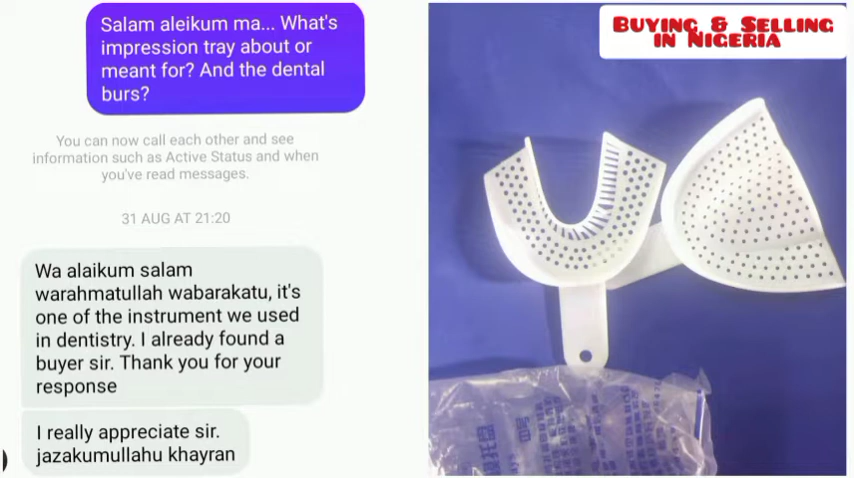 Salam aleikum ma... What's
impression tray about or
meant for? And the dental
burs?
You can now call each other and see
information such as Active Status and when
you've read messages.
31 AUG AT 21:20
Wa alaikum salam
warahmatullah wabarakatu, it's
one of the instrument we used
in dentistry. I already found a
buyer sir. Thank you for your
response
I really appreciate sir.
jazakumullahu khayran
BUYING & SELLING
IN NIGERIA